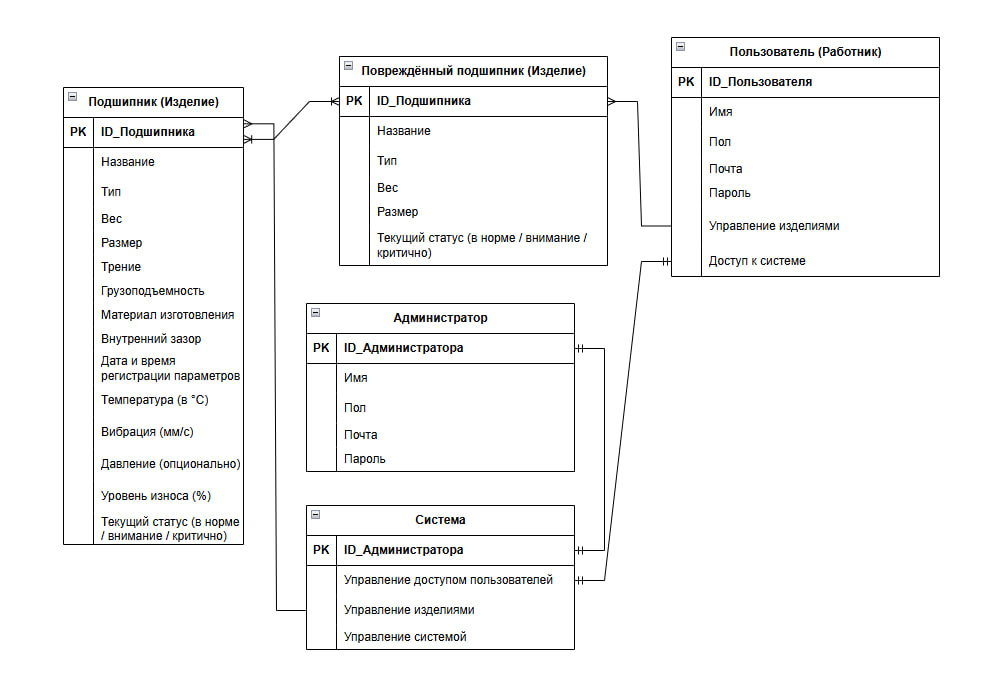 Подшипник (Изделие)
PK ID_Подшипника
Название
Тип
Вес
Размер
Трение
Грузоподъемность
Материал изготовления
Внутренний зазор
Дата и время
регистрации параметров
Температура (в °C)
Вибрация (мм/с)
Давление (опционально)
Уровень износа (%)
Текущий статус (в норме
/ внимание / критично)
Повреждённый подшипник (Изделие)
PK ID_Подшипника
Название
Тип
Вес
Размер
Текущий статус (в норме / внимание /
критично)
Пользователь (Работник)
PK ID_Пользователя
Имя
Пол
Почта
Пароль
Управление изделиями
Доступ к системе
Администратор
PK ID_Администратора
Имя
Пол
Почта
Пароль
Система
PK ID_Администратора
Управление доступом пользователей
Управление изделиями
Управление системой